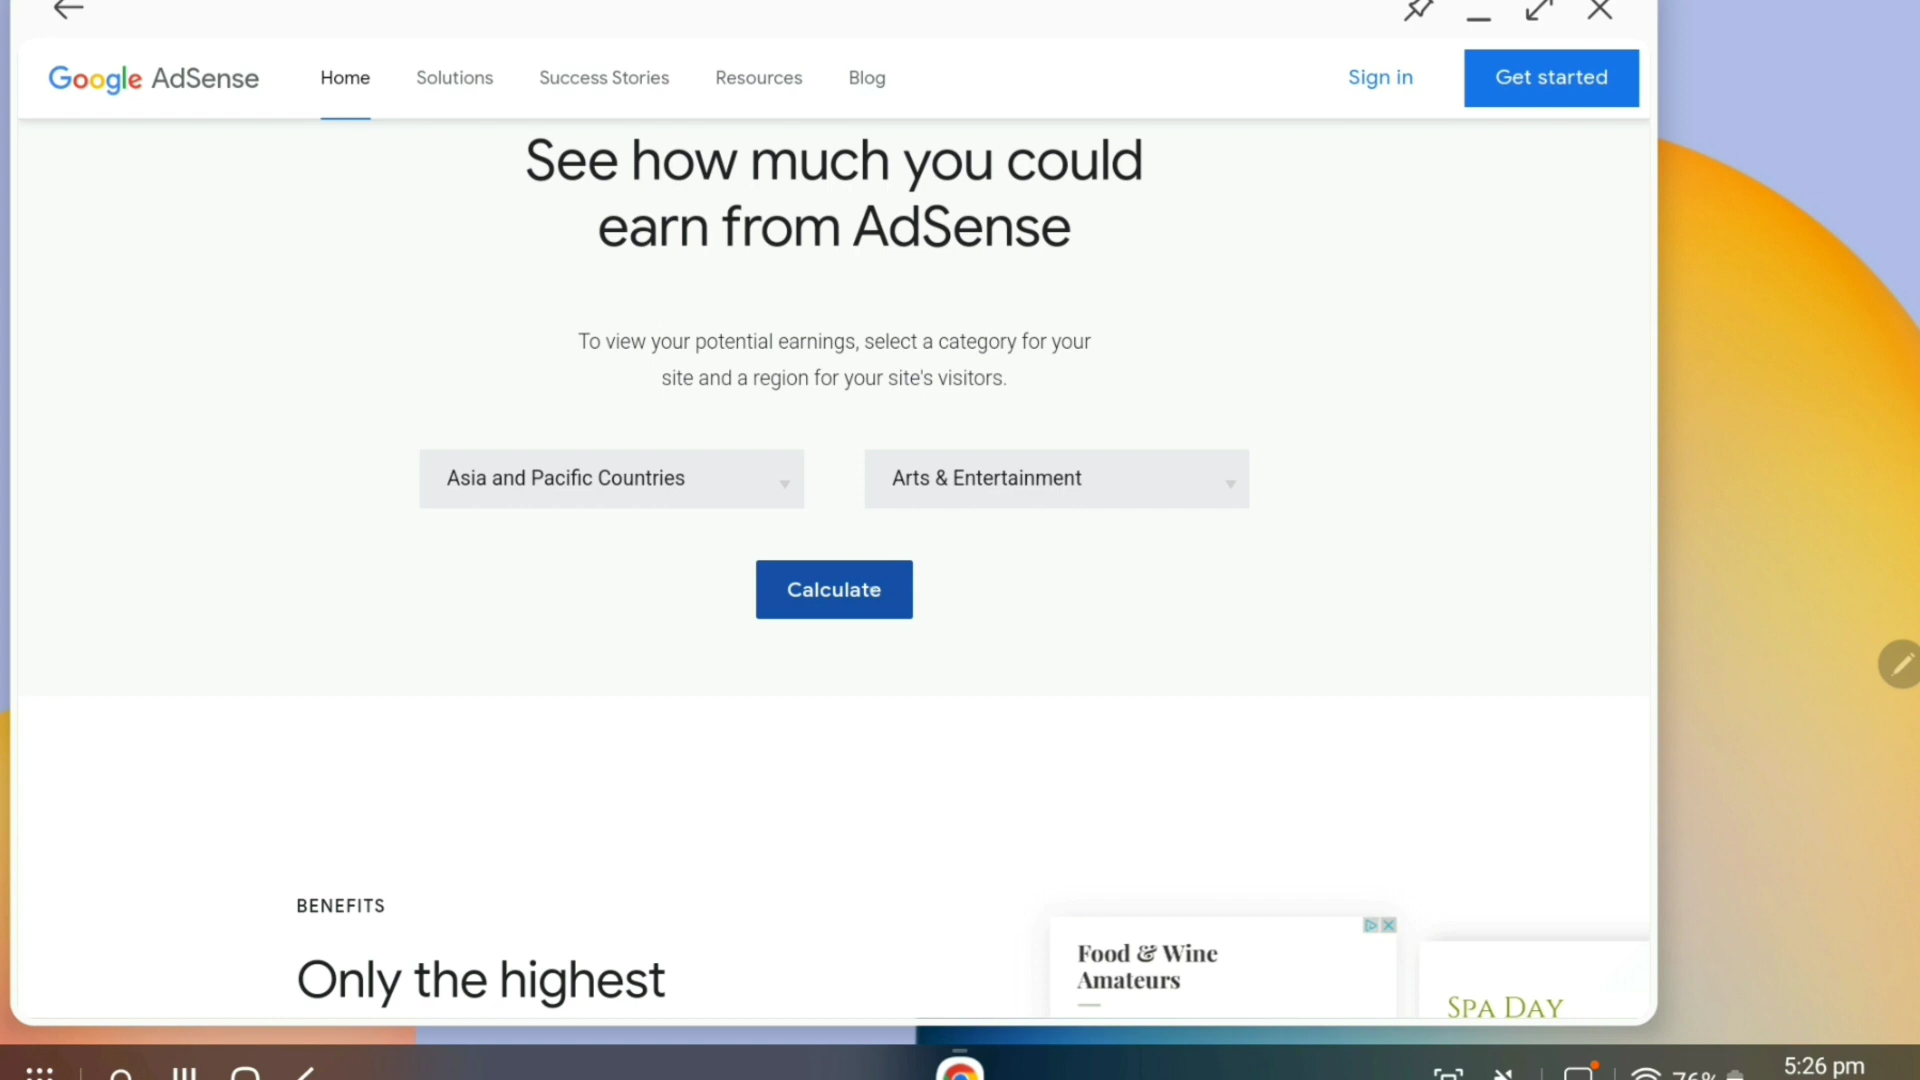 Google AdSense Home Solutions Success Stories Resources Blog Sign in Get started
See how much you could
earn from AdSense
To view your potential earnings, select a category for your
site and a region for your site's visitors.
Asia and Pacific Countries Arts & Entertainment
Calculate
BENEFITS
Only the highest
Food & Wine
Amateurs
SPA DAY
76%
5:26 pm